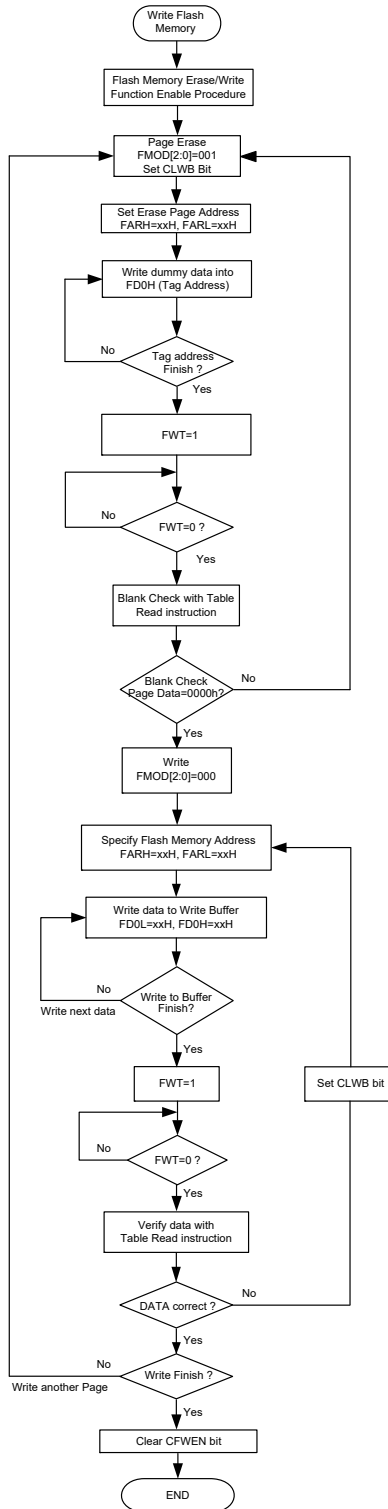 Write Flash
Memory
Flash Memory Erase/Write
Function Enable Procedure
Page Erase
FMOD[2:0]=001
Set CLWB Bit
Set Erase Page Address
FARH=xxH, FARL=xxH
Write dummy data into
FD0H (Tag Address)
No
Tag address
Finish ?
Yes
FWT=1
No
FWT=0 ?
Yes
Blank Check with Table
Read instruction
No
Blank Check
Page Data=0000h?
Yes
Write
FMOD[2:0]=000
Specify Flash Memory Address
FARH=xxH, FARL=xxH
Write data to Write Buffer
FD0L=xxH, FD0H=xxH
No
Write to Buffer
Finish?
Write next data
Yes
FWT=1
Set CLWB bit
No
FWT=0 ?
Yes
Verify data with
Table Read instruction
No
DATA correct ?
Yes
No
Write Finish ?
Write another Page
Yes
Clear CFWEN bit
END